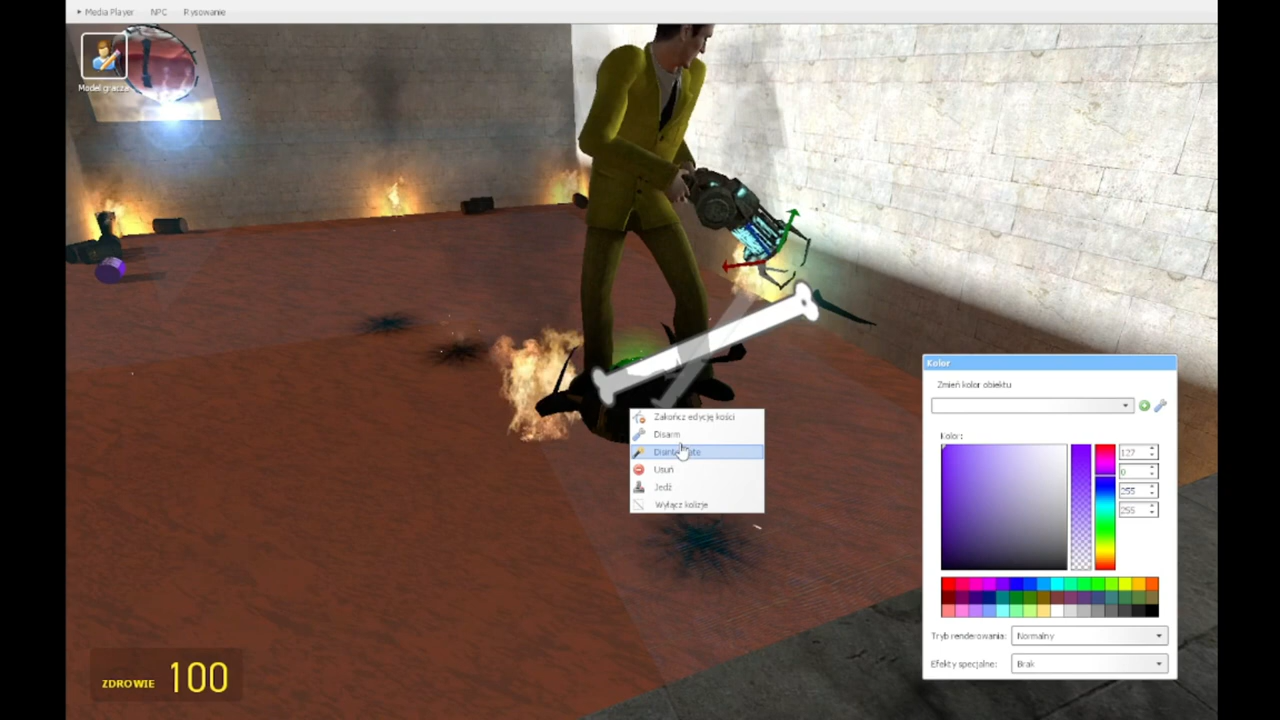 Media Player NPC Rysowanie
Model gracza
Kolor
Zmień kolor obiektu
Kolor:
127
0
255
255
Zakończ edycję kości
Disarm
Usuń
Jedź
Wyłącz kolizje
Tryb renderowania: Normalny
Efekty specjalne: Brak
ZDROWIE 100